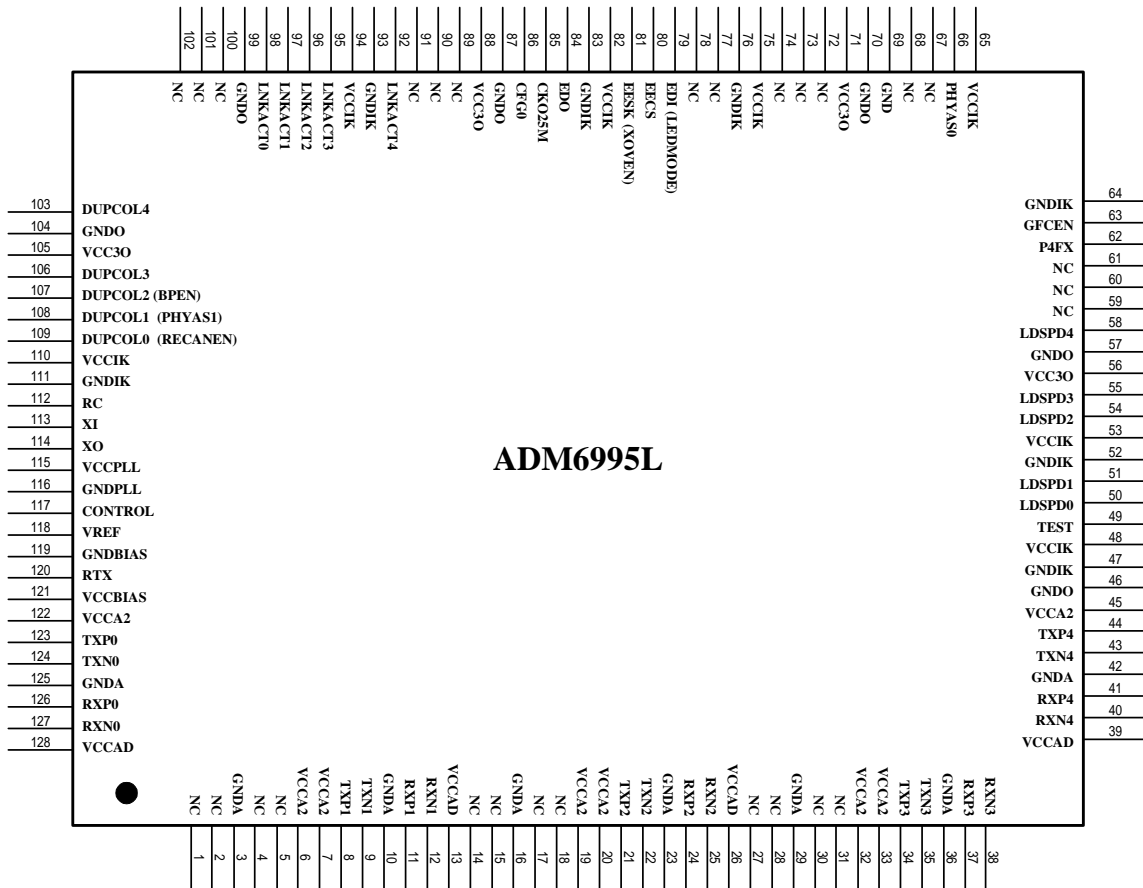 102
101
100
99
98
97
96
95
94
93
92
91
90
89
88
87
86
85
84
83
82
81
80
79
78
77
76
75
74
73
72
71
70
69
68
67
66
65
NC
NC
NC
GNDO
LNKACT0
LNKACT1
LNKACT2
LNKACT3
VCCIK
GNDIK
LNKACT4
NC
NC
NC
VCC3O
GNDO
CFG0
CKO25M
EDO
GNDIK
VCCIK
EESK (XOVEN)
EECS
EDI (LEDMODE)
NC
NC
GNDIK
VCCIK
NC
NC
NC
VCC3O
GNDO
GND
NC
NC
PHYAS0
VCCIK
103 DUPCOL4
104 GNDO
105 VCC3O
106 DUPCOL3
107 DUPCOL2 (BPEN)
108 DUPCOL1 (PHYAS1)
109 DUPCOL0 (RECANEN)
110 VCCIK
111 GNDIK
112 RC
113 XI
114 XO
115 VCCPLL
116 GNDPLL
117 CONTROL
118 VREF
119 GNDBIAS
120 RTX
121 VCCBIAS
122 VCCA2
123 TXP0
124 TXN0
125 GNDA
126 RXP0
127 RXN0
128 VCCAD
ADM6995L
GNDIK 64
GFCEN 63
P4FX 62
NC 61
NC 60
NC 59
LDSPD4 58
GNDO 57
VCC3O 56
LDSPD3 55
LDSPD2 54
VCCIK 53
GNDIK 52
LDSPD1 51
LDSPD0 50
TEST 49
VCCIK 48
GNDIK 47
GNDO 46
VCCA2 45
TXP4 44
TXN4 43
GNDA 42
RXP4 41
RXN4 40
VCCAD 39
NC
NC
GNDA
NC
NC
VCCA2
VCCA2
TXP1
TXN1
GNDA
RXP1
RXN1
VCCAD
NC
NC
GNDA
NC
NC
VCCA2
VCCA2
TXP2
TXN2
GNDA
RXP2
RXN2
VCCAD
NC
NC
GNDA
NC
NC
VCCA2
VCCA2
TXP3
TXN3
GNDA
RXP3
RXN3
1
2
3
4
5
6
7
8
9
10
11
12
13
14
15
16
17
18
19
20
21
22
23
24
25
26
27
28
29
30
31
32
33
34
35
36
37
38